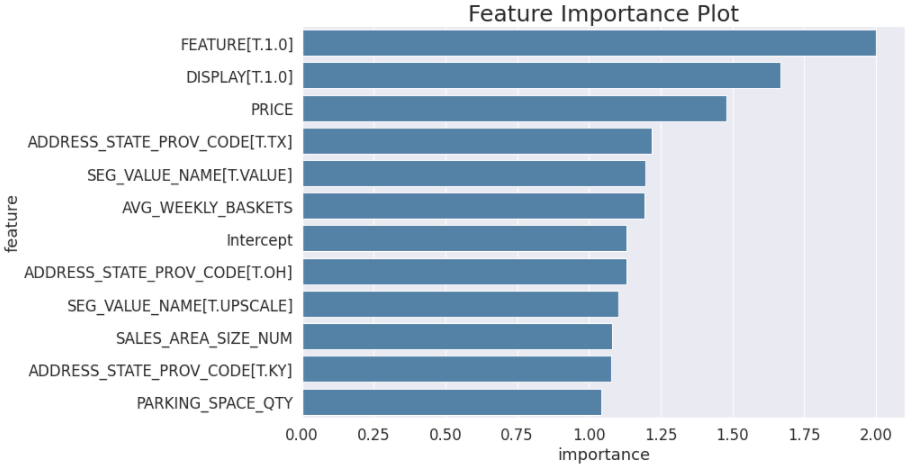 Feature Importance Plot
feature
FEATURE[T.1.0]
DISPLAY[T.1.0]
PRICE
ADDRESS_STATE_PROV_CODE[T.TX]
SEG_VALUE_NAME[T.VALUE]
AVG_WEEKLY_BASKETS
Intercept
ADDRESS_STATE_PROV_CODE[T.OH]
SEG_VALUE_NAME[T.UPSCALE]
SALES_AREA_SIZE_NUM
ADDRESS_STATE_PROV_CODE[T.KY]
PARKING_SPACE_QTY
0.00 0.25 0.50 0.75 1.00 1.25 1.50 1.75 2.00
importance